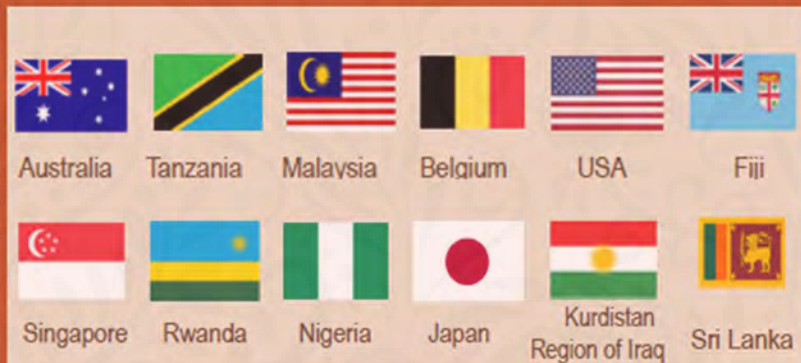 Australia Tanzania Malaysia Belgium USA Fiji
Singapore Rwanda Nigeria Japan Kurdistan Region of Iraq Sri Lanka